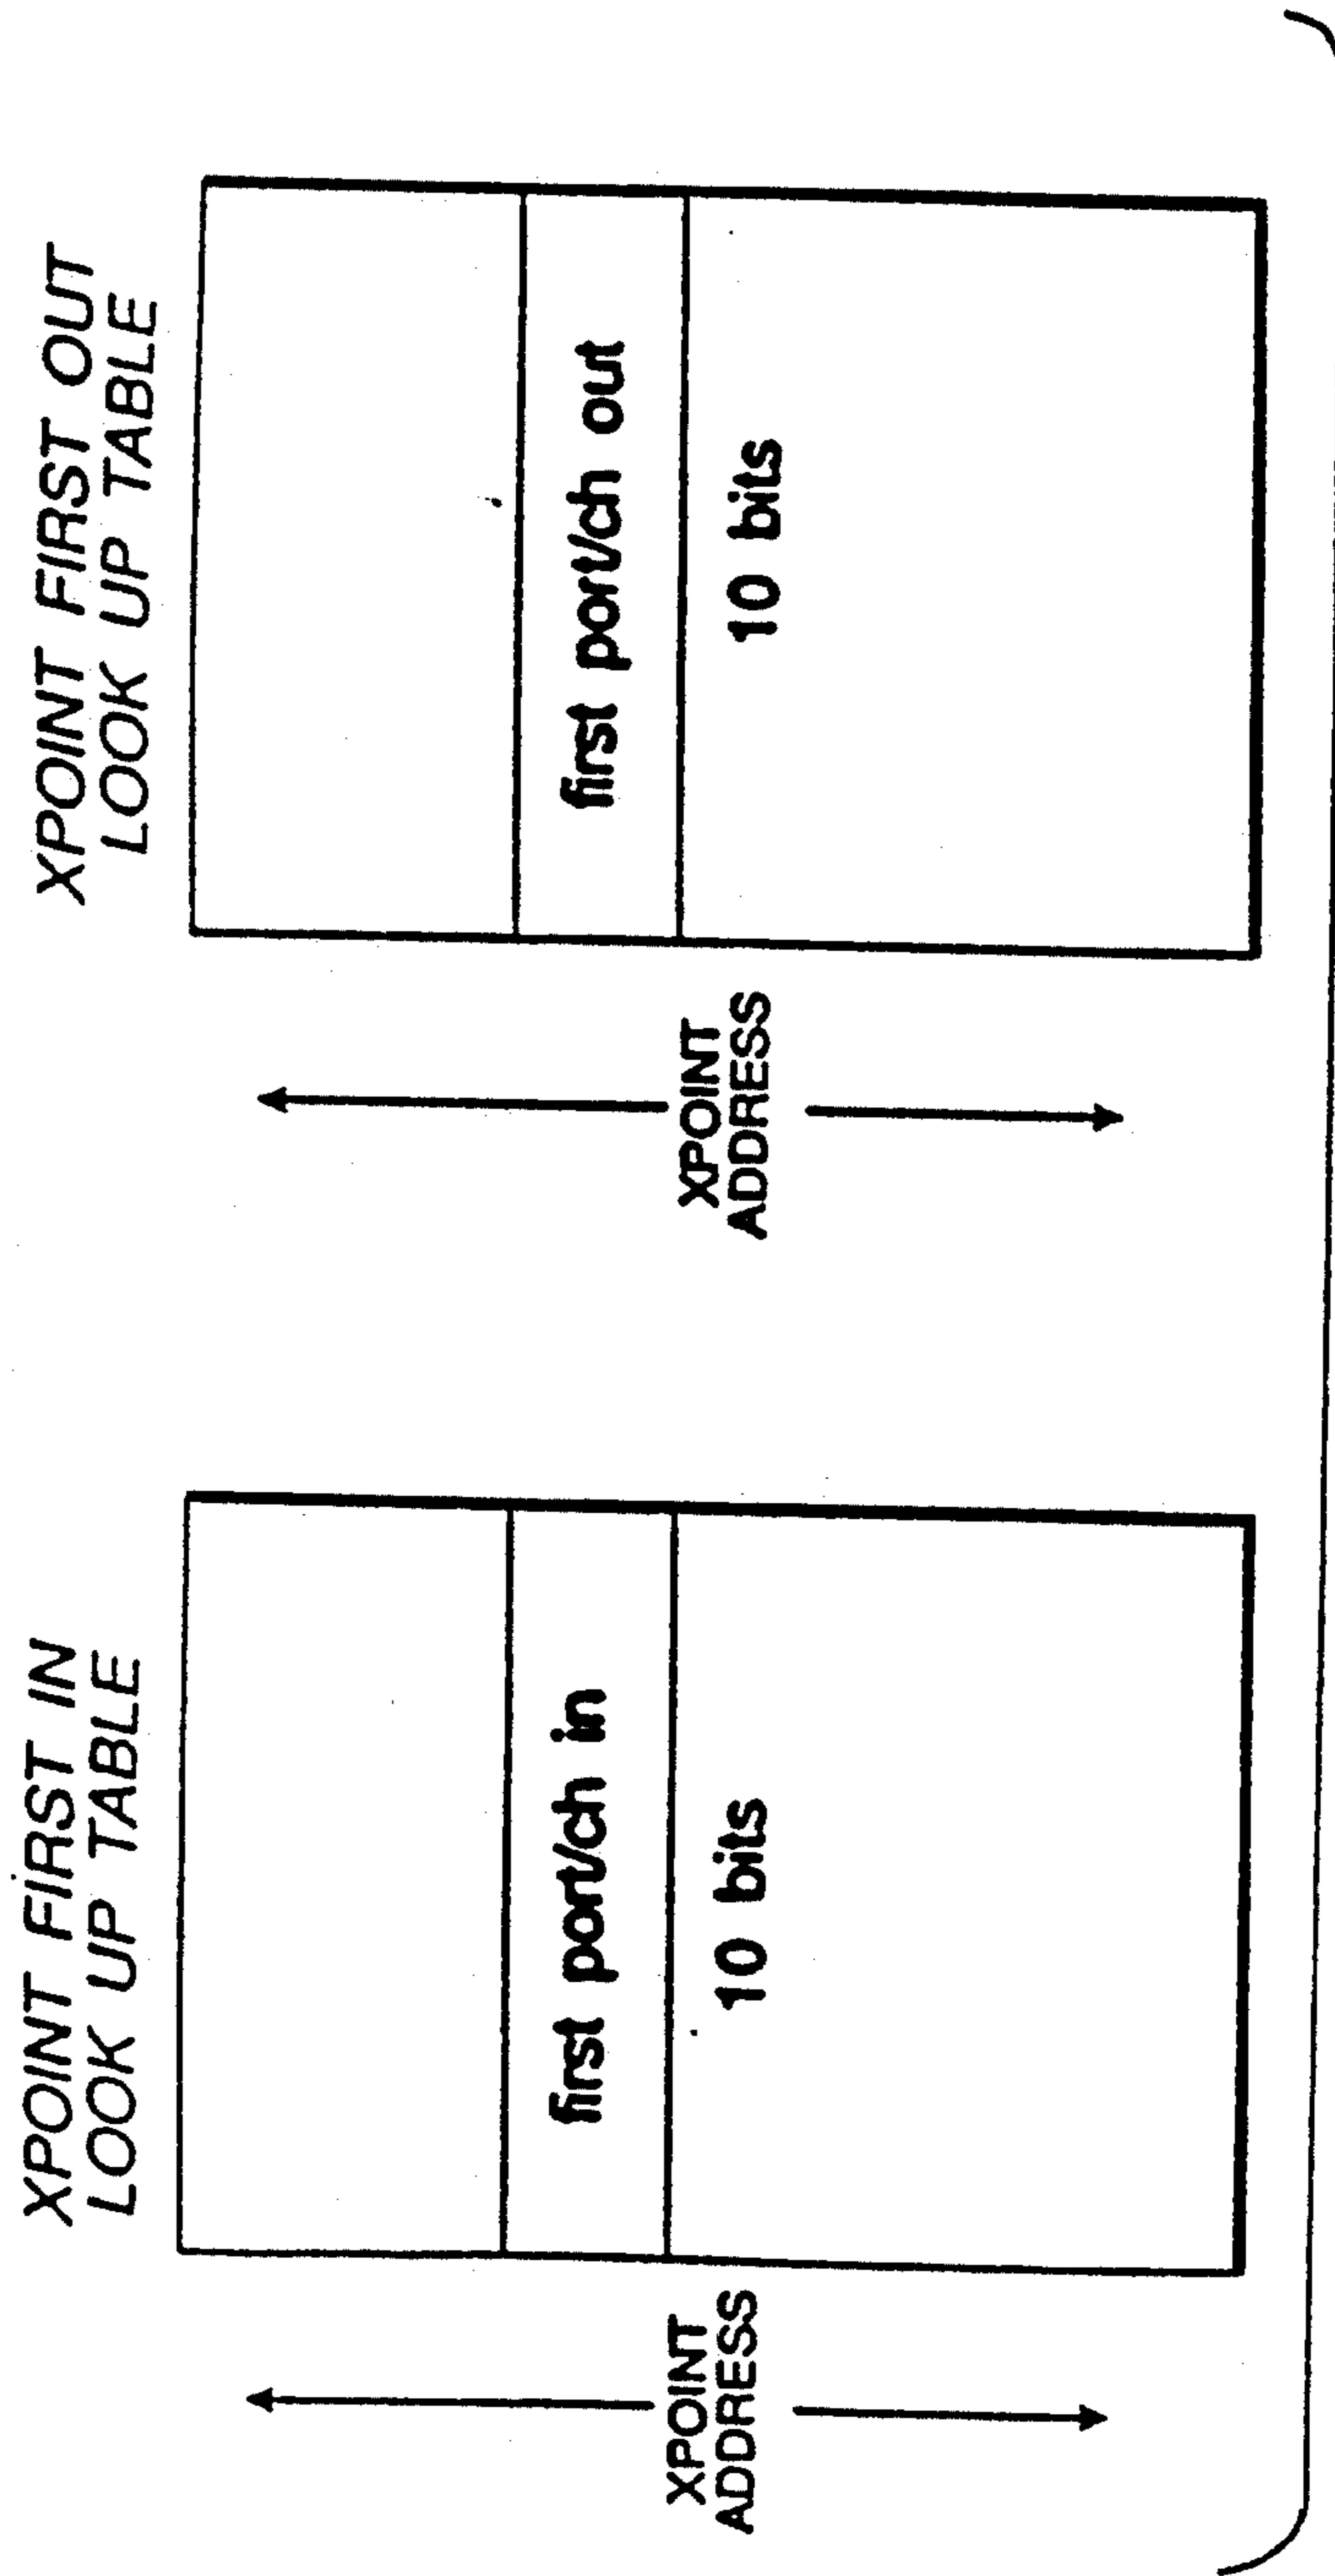 XPOINT FIRST IN
LOOK UP TABLE
XPOINT
ADDRESS
first port/ch in
10 bits
XPOINT FIRST OUT
LOOK UP TABLE
XPOINT
ADDRESS
first port/ch out
10 bits